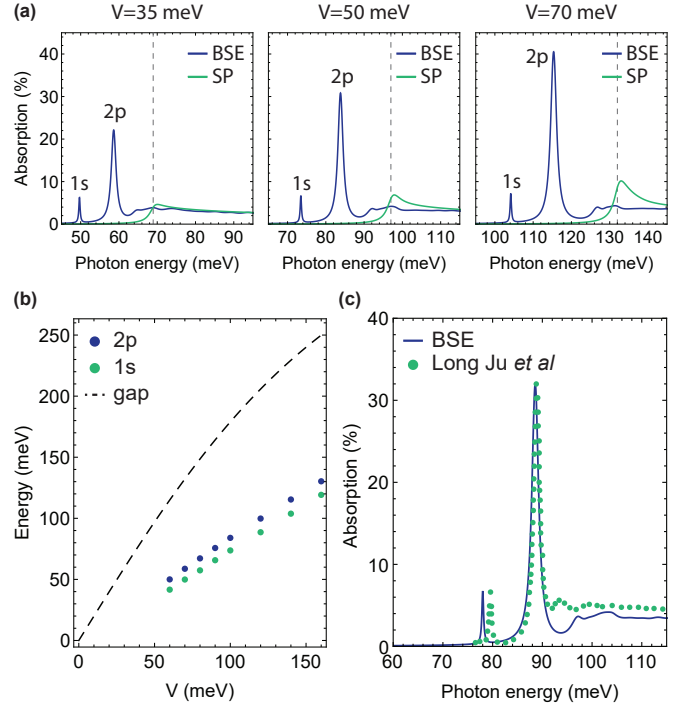 (a)
V=35 meV
V=50 meV
V=70 meV
Absorption (%)
40
30
20
10
0
BSE
SP
2p
1s
50 60 70 80 90
Photon energy (meV)
BSE
SP
2p
1s
70 80 90 100 110
Photon energy (meV)
BSE
SP
2p
1s
100 110 120 130 140
Photon energy (meV)
(b)
Energy (meV)
250
200
150
100
50
0
2p
1s
gap
0 50 100 150
V (meV)
(c)
Absorption (%)
40
30
20
10
0
BSE
Long Ju et al
60 70 80 90 100 110
Photon energy (meV)